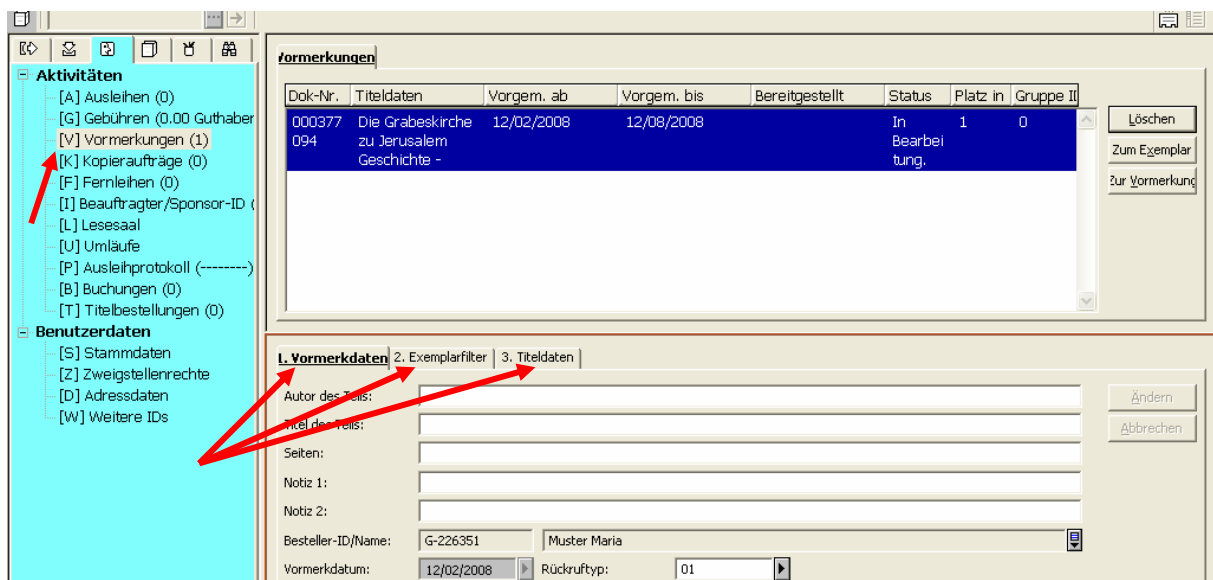 Aktivitäten
[A] Ausleihen (0)
[G] Gebühren (0.00 Guthaber
[V] Vormerkungen (1)
[K] Kopieraufträge (0)
[F] Fernleihen (0)
[I] Beauftragter/Sponsor-ID (
[L] Lesesaal
[U] Umläufe
[P] Ausleihprotokoll (--------)
[B] Buchungen (0)
[T] Titelbestellungen (0)
Benutzerdaten
[S] Stammdaten
[Z] Zweigstellenrechte
[D] Adressdaten
[W] Weitere IDs
Vormerkungen
Dok-Nr. Titeldaten Vorgem. ab Vorgem. bis Bereitgestellt Status Platz in Gruppe II
000377 Die Grabeskirche 12/02/2008 12/08/2008 In 1 0
094 zu Jerusalem Bearbei
Geschichte - tung.
Löschen
Zum Exemplar
Zur Vormerkung
1. Vormerkdaten 2. Exemplarfilter 3. Titeldaten
Autor des Teils:
Titel des Teils:
Seiten:
Notiz 1:
Notiz 2:
Besteller-ID/Name: G-226351 Muster Maria
Vormerkdatum: 12/02/2008 Rückruftyp: 01
Ändern
Abbrechen